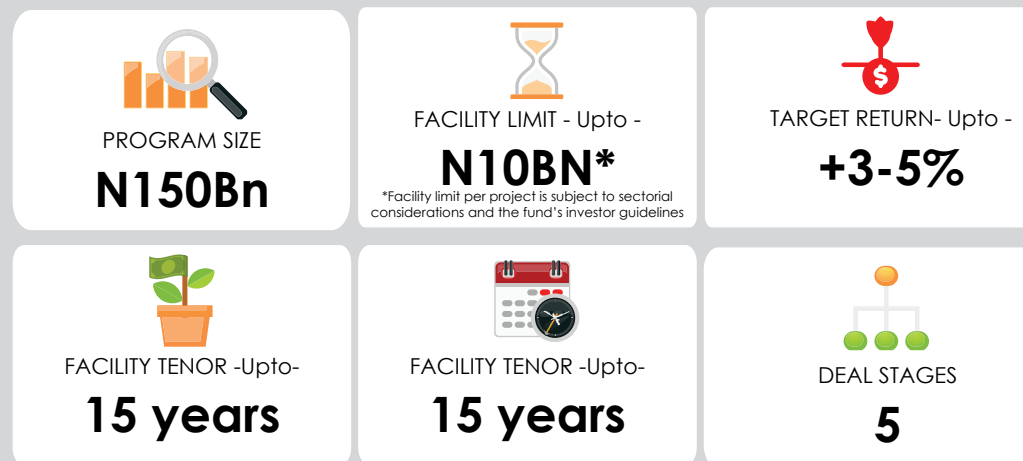 PROGRAM SIZE
N150Bn
FACILITY LIMIT - Upto -
N10BN*
*Facility limit per project is subject to sectorial
considerations and the fund's investor guidelines
$
TARGET RETURN- Upto -
+3-5%
FACILITY TENOR -Upto-
15 years
FACILITY TENOR -Upto-
15 years
DEAL STAGES
5